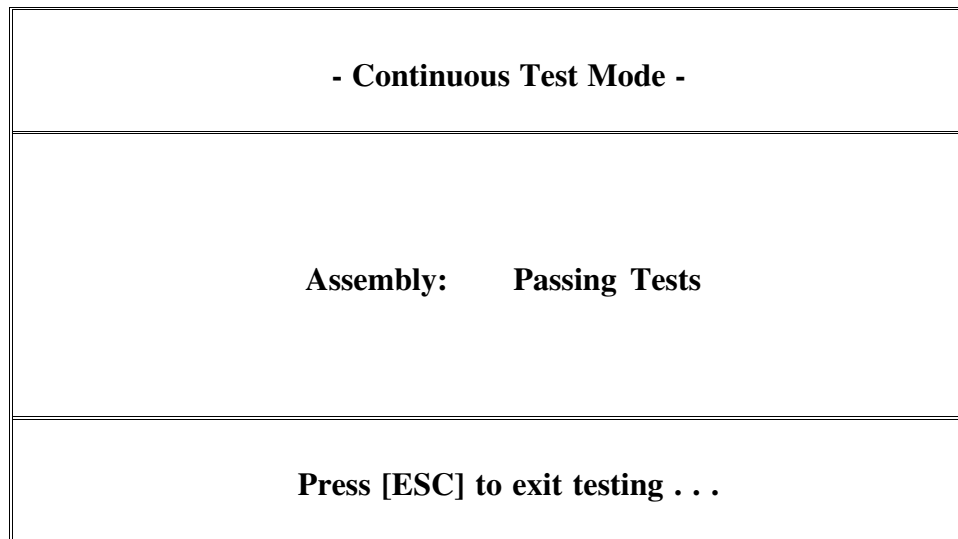 - Continuous Test Mode -
Assembly: Passing Tests
Press [ESC] to exit testing . . .